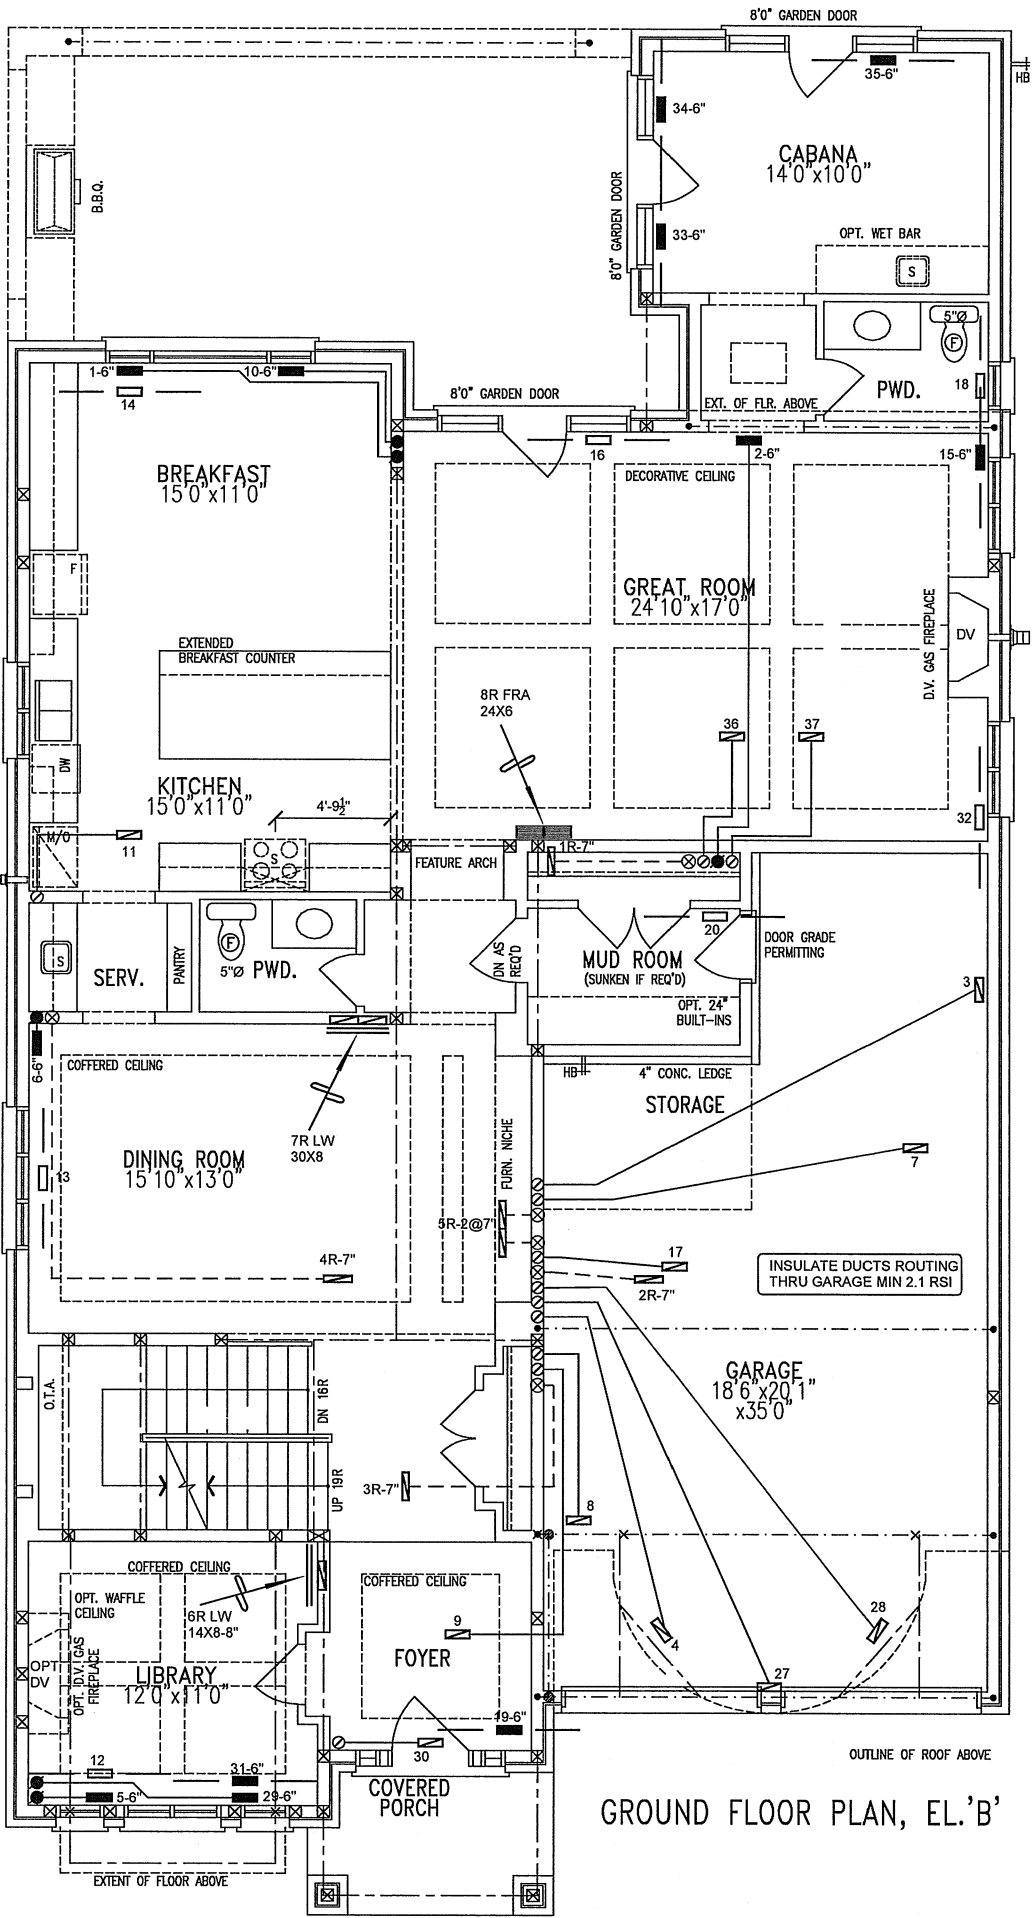 8'0" GARDEN DOOR
35-6"
HB
34-6"
CABANA
14'0"x10'0"
B.B.Q.
8'0" GARDEN DOOR
33-6"
OPT. WET BAR
S
5"Ø
F
1-6"
10-6"
14
8'0" GARDEN DOOR
EXT. OF FLR. ABOVE
PWD.
18
16
2-6"
15-6"
BREAKFAST
15'0"x11'0"
DECORATIVE CEILING
F
GREAT ROOM
24'10"x17'0"
D.V. GAS FIREPLACE
DV
EXTENDED
BREAKFAST COUNTER
8R FRA
24X6
36
37
DW
KITCHEN
15'0"x11'0"
4'-9½"
32
M/O
11
S
FEATURE ARCH
1R-7"
20
DOOR GRADE
PERMITTING
S
SERV.
PANTRY
F
5"Ø
PWD.
DN AS
REQ'D
MUD ROOM
(SUNKEN IF REQ'D)
OPT. 24"
BUILT-INS
3
6-6"
COFFERED CEILING
HB
4" CONC. LEDGE
STORAGE
7R LW
30X8
FURN. NICHE
7
DINING ROOM
15'10"x13'0"
13
5R-2@7"
4R-7"
17
2R-7"
INSULATE DUCTS ROUTING
THRU GARAGE MIN 2.1 RSI
O.T.A.
DN 16R
GARAGE
18'6"x20'1"
x35'0"
UP 19R
3R-7"
8
COFFERED CEILING
OPT. WAFFLE
CEILING
6R LW
14X8-8"
COFFERED CEILING
9
4
28
OPT
DV
OPT. D.V. GAS
FIREPLACE
LIBRARY
12'0"x11'0"
FOYER
27
19-6"
30
12
31-6"
5-6"
29-6"
COVERED
PORCH
OUTLINE OF ROOF ABOVE
GROUND FLOOR PLAN, EL.'B'
EXTENT OF FLOOR ABOVE